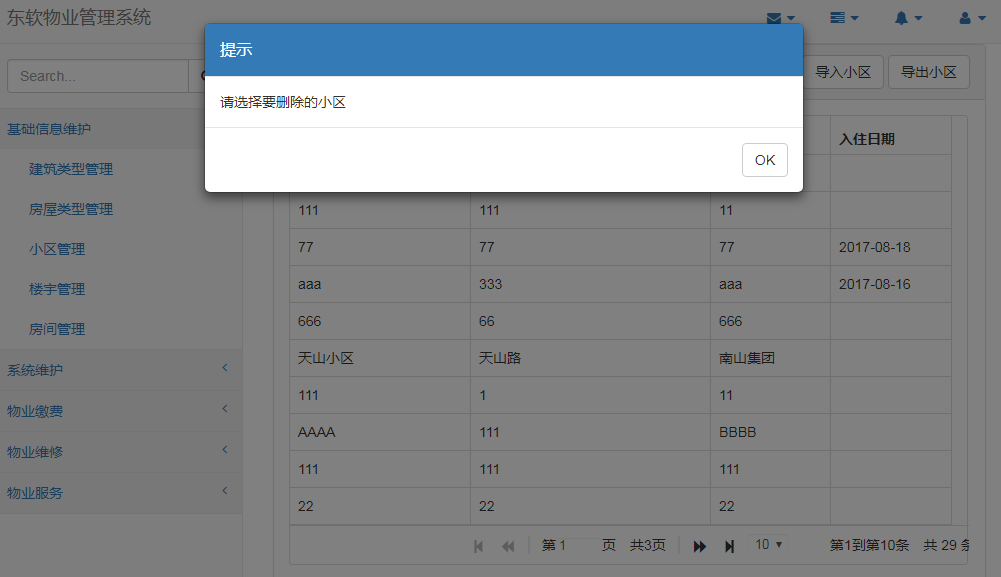 东软物业管理系统
提示
请选择要删除的小区
OK
Search...
导入小区 导出小区
基础信息维护
建筑类型管理
房屋类型管理
小区管理
楼宇管理
房间管理
系统维护
物业缴费
物业维修
物业服务
入住日期
111 111 11
77 77 77 2017-08-18
aaa 333 aaa 2017-08-16
666 66 666
天山小区 天山路 南山集团
111 1 11
AAAA 111 BBBB
111 111 111
22 22 22
第 1 页 共3页 10 第1到第10条 共 29 条